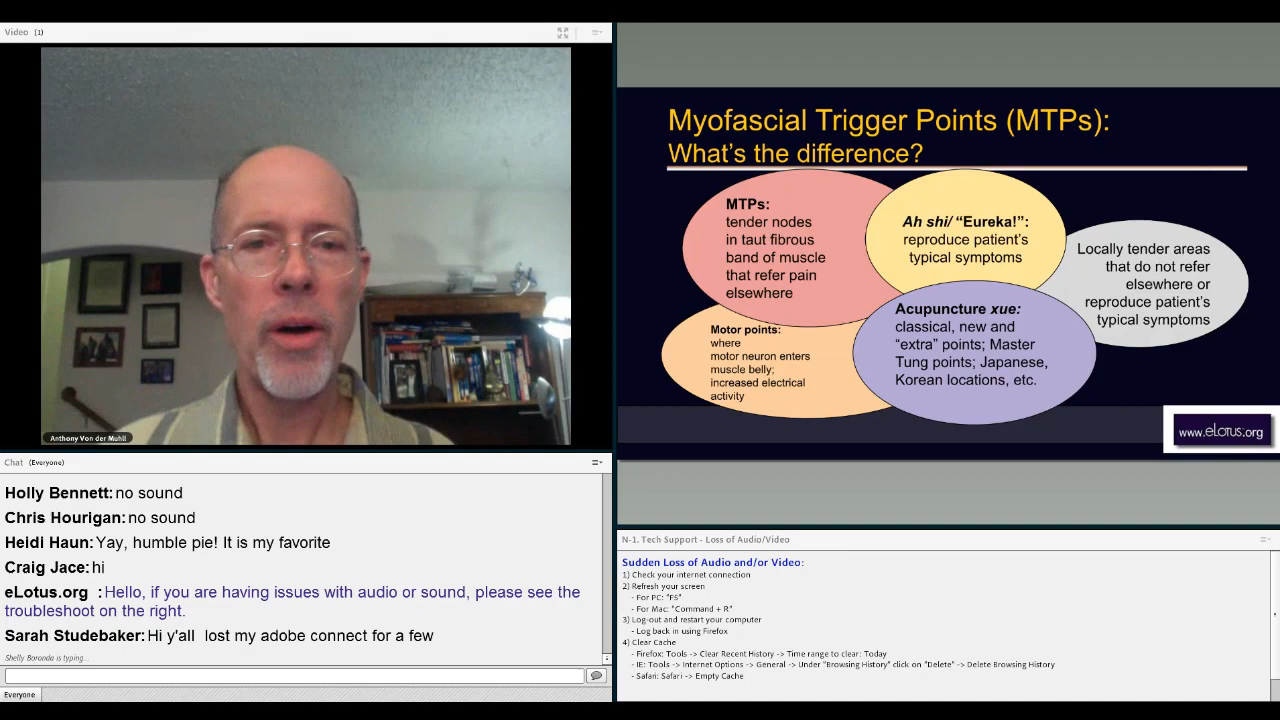 Video (1)
Anthony Von der Muhll
Chat (Everyone)
Holly Bennett: no sound
Chris Hourigan: no sound
Heidi Haun: Yay, humble pie! It is my favorite
Craig Jace: hi
eLotus.org : Hello, if you are having issues with audio or sound, please see the
troubleshoot on the right.
Sarah Studebaker: Hi y'all lost my adobe connect for a few
Shelly Boronda is typing...
Everyone
Myofascial Trigger Points (MTPs):
What's the difference?
MTPs:
tender nodes
in taut fibrous
band of muscle
that refer pain
elsewhere
Ah shi/ "Eureka!":
reproduce patient's
typical symptoms
Locally tender areas
that do not refer
elsewhere or
reproduce patient's
typical symptoms
Motor points:
where
motor neuron enters
muscle belly;
increased electrical
activity
Acupuncture xue:
classical, new and
"extra" points; Master
Tung points; Japanese,
Korean locations, etc.
www.eLotus.org
N-1. Tech Support - Loss of Audio/Video
Sudden Loss of Audio and/or Video:
1) Check your internet connection
2) Refresh your screen
- For PC: "F5"
- For Mac: "Command + R"
3) Log-out and restart your computer
- Log back in using Firefox
4) Clear Cache
- Firefox: Tools -> Clear Recent History -> Time range to clear: Today
- IE: Tools -> Internet Options -> General -> Under "Browsing History" click on "Delete" -> Delete Browsing History
- Safari: Safari -> Empty Cache